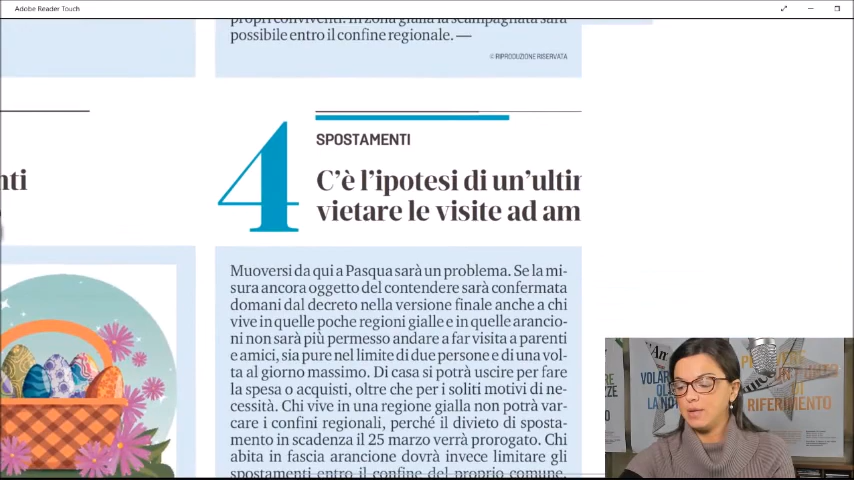 Adobe Reader Touch
propri conviventi. In zona gialla la scampagnata sarà
possibile entro il confine regionale. —
© RIPRODUZIONE RISERVATA
nti
4
SPOSTAMENTI
C’è l’ipotesi di un’ultir
vietare le visite ad am
Muoversi da qui a Pasqua sarà un problema. Se la mi-
sura ancora oggetto del contendere sarà confermata
domani dal decreto nella versione finale anche a chi
vive in quelle poche regioni gialle e in quelle arancio-
ni non sarà più permesso andare a far visita a parenti
e amici, sia pure nel limite di due persone e di una vol-
ta al giorno massimo. Di casa si potrà uscire per fare
la spesa o acquisti, oltre che per i soliti motivi di ne-
cessità. Chi vive in una regione gialla non potrà var-
care i confini regionali, perché il divieto di sposta-
mento in scadenza il 25 marzo verrà prorogato. Chi
abita in fascia arancione dovrà invece limitare gli
spostamenti entro il confine del proprio comune.
VOLAR
OL
LA NO
DI
RIFERIMENTO